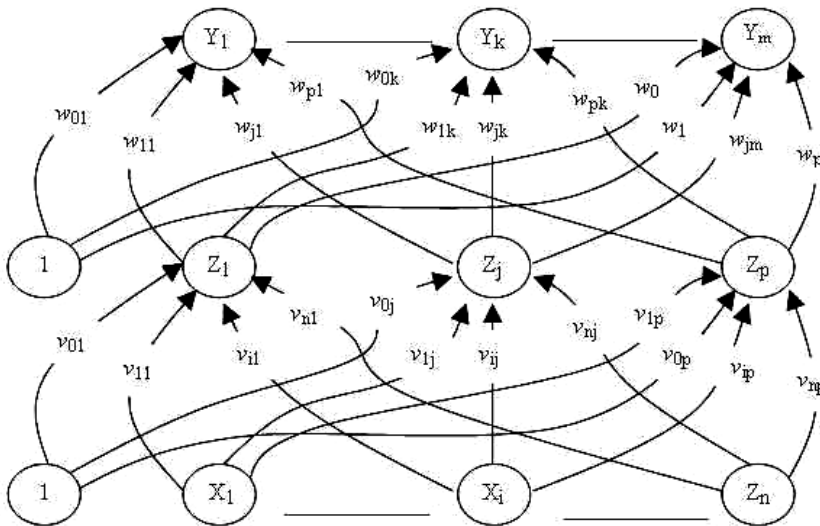 Y1 Yk Ym
w01 w11 wj1 wp1 w0k w1k wjk wpk w0 w1 wjm wp
1 Z1 Zj Zp
v01 v11 vi1 vn1 v0j v1j vij vnj v1p v0p vip vnp
1 X1 Xi Zn